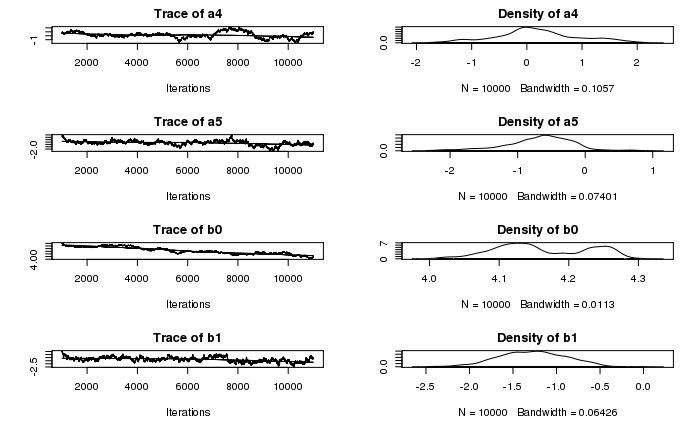 Trace of a4
-1
2000 4000 6000 8000 10000
Iterations
Density of a4
0.0
-2 -1 0 1 2
N = 10000 Bandwidth = 0.1057
Trace of a5
-2.0
2000 4000 6000 8000 10000
Iterations
Density of a5
0.0
-2 -1 0 1
N = 10000 Bandwidth = 0.07401
Trace of b0
4.00
2000 4000 6000 8000 10000
Iterations
Density of b0
0 7
4.0 4.1 4.2 4.3
N = 10000 Bandwidth = 0.0113
Trace of b1
-2.5
2000 4000 6000 8000 10000
Iterations
Density of b1
0.0
-2.5 -2.0 -1.5 -1.0 -0.5 0.0
N = 10000 Bandwidth = 0.06426